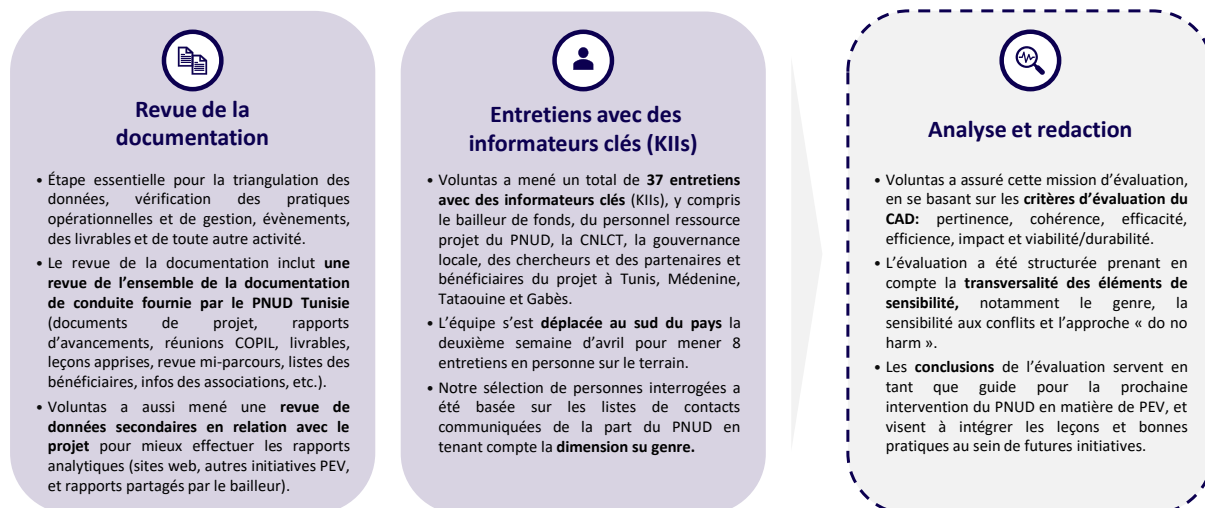 Revue de la
documentation
• Étape essentielle pour la triangulation des
données, vérification des pratiques
opérationnelles et de gestion, évènements,
des livrables et de toute autre activité.
• Le revue de la documentation inclut une
revue de l'ensemble de la documentation
de conduite fournie par le PNUD Tunisie
(documents de projet, rapports
d'avancements, réunions COPIL, livrables,
leçons apprises, revue mi-parcours, listes des
bénéficiaires, infos des associations, etc.).
• Voluntas a aussi mené une revue de
données secondaires en relation avec le
projet pour mieux effectuer les rapports
analytiques (sites web, autres initiatives PEV,
et rapports partagés par le bailleur).
Entretiens avec des
informateurs clés (KIIs)
• Voluntas a mené un total de 37 entretiens
avec des informateurs clés (KIIs), y compris
le bailleur de fonds, du personnel ressource
projet du PNUD, la CNLCT, la gouvernance
locale, des chercheurs et des partenaires et
bénéficiaires du projet à Tunis, Médenine,
Tataouine et Gabès.
• L'équipe s'est déplacée au sud du pays la
deuxième semaine d'avril pour mener 8
entretiens en personne sur le terrain.
• Notre sélection de personnes interrogées a
été basée sur les listes de contacts
communiquées de la part du PNUD en
tenant compte la dimension su genre.
Analyse et redaction
• Voluntas a assuré cette mission d'évaluation,
en se basant sur les critères d'évaluation du
CAD: pertinence, cohérence, efficacité,
efficience, impact et viabilité/durabilité.
• L'évaluation a été structurée prenant en
compte la transversalité des éléments de
sensibilité, notamment le genre, la
sensibilité aux conflits et l'approche « do no
harm ».
• Les conclusions de l'évaluation servent en
tant que guide pour la prochaine
intervention du PNUD en matière de PEV, et
visent à intégrer les leçons et bonnes
pratiques au sein de futures initiatives.